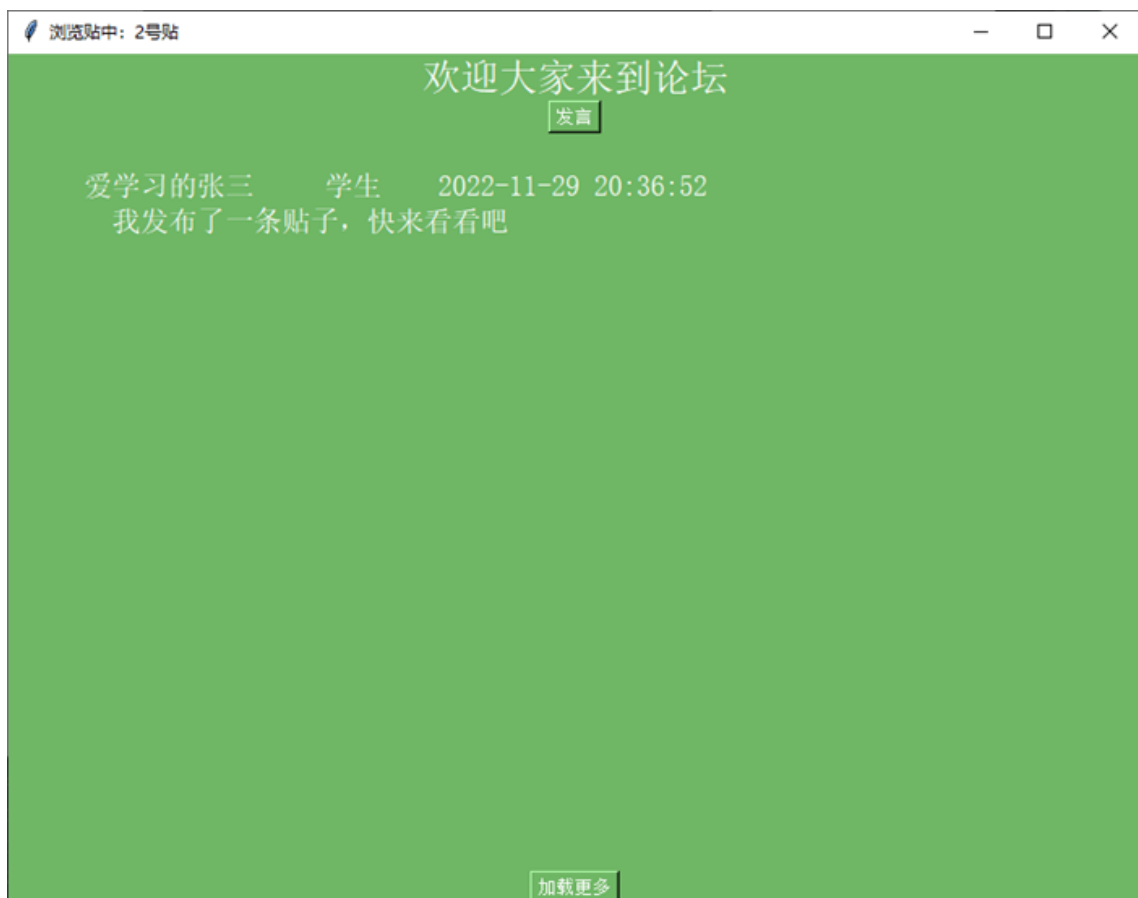 浏览贴中: 2号贴
欢迎大家来到论坛
发言
爱学习的张三 学生 2022-11-29 20:36:52
我发布了一条贴子，快来看看吧
加载更多